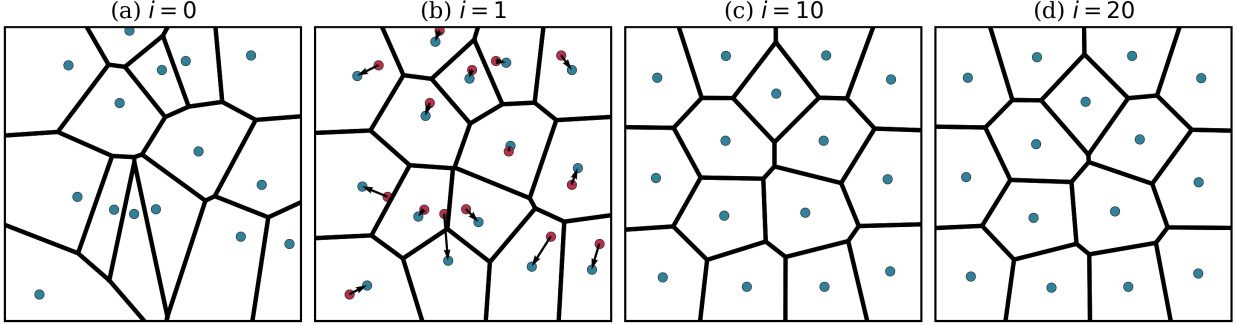 (a) i = 0
(b) i = 1
(c) i = 10
(d) i = 20